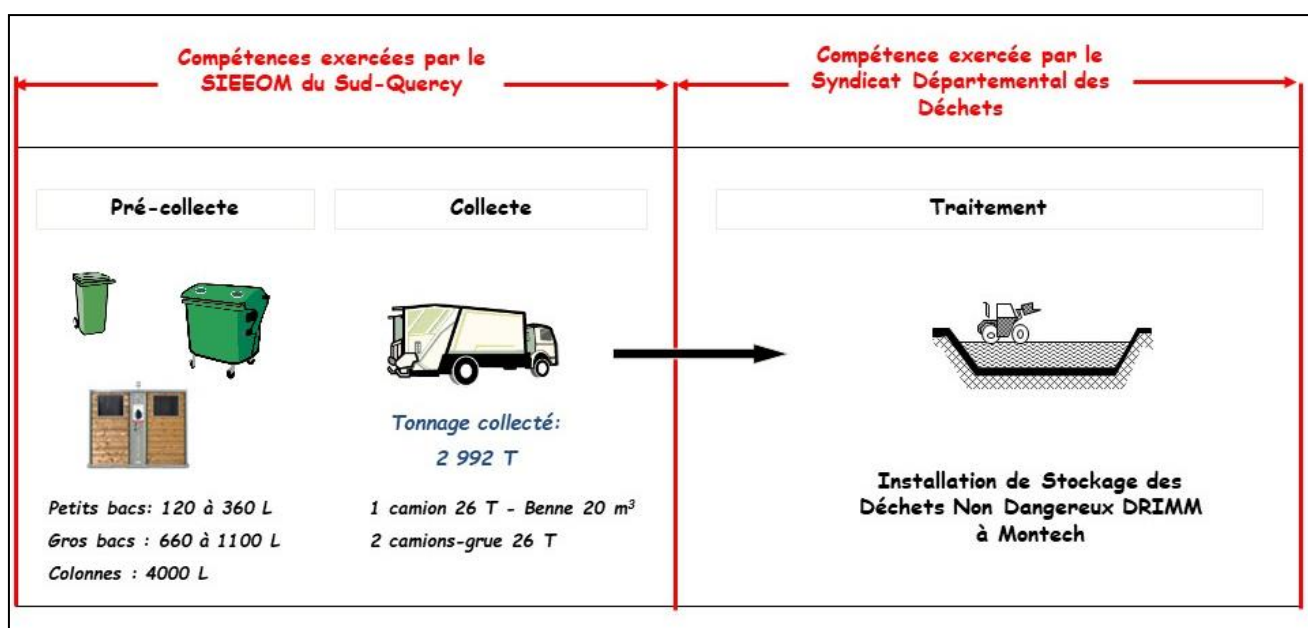 Compétences exercées par le
SIEEOM du Sud-Quercy
Compétence exercée par le
Syndicat Départemental des
Déchets
Pré-collecte
Collecte
Traitement
Tonnage collecté:
2 992 T
Petits bacs: 120 à 360 L
Gros bacs : 660 à 1100 L
Colonnes : 4000 L
1 camion 26 T - Benne 20 m³
2 camions-grue 26 T
Installation de Stockage des
Déchets Non Dangereux DRIMM
à Montech